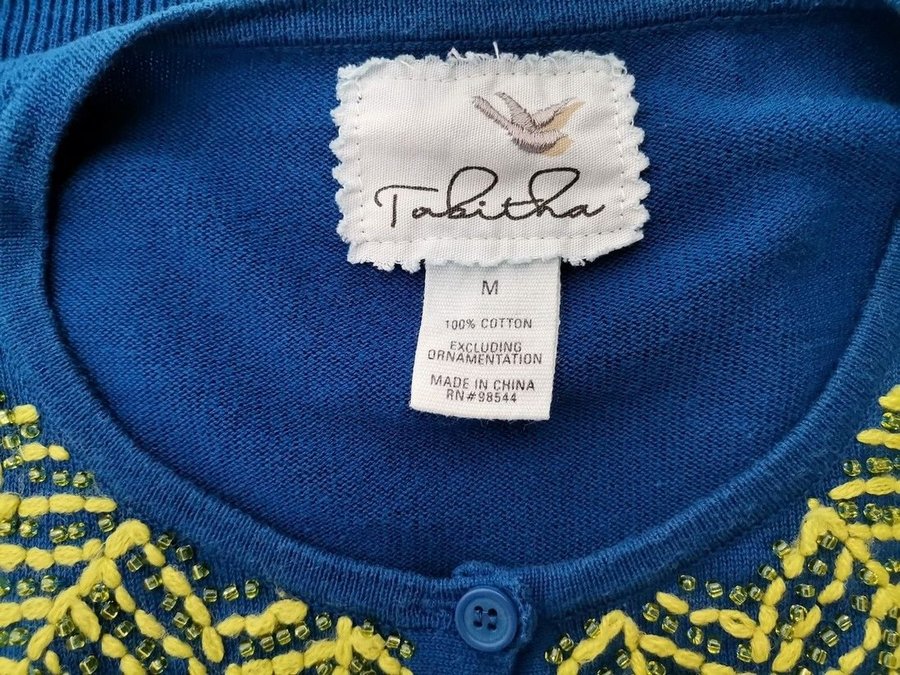 Tabitha
M
100% COTTON
EXCLUDING
ORNAMENTATION
MADE IN CHINA
RN#98544